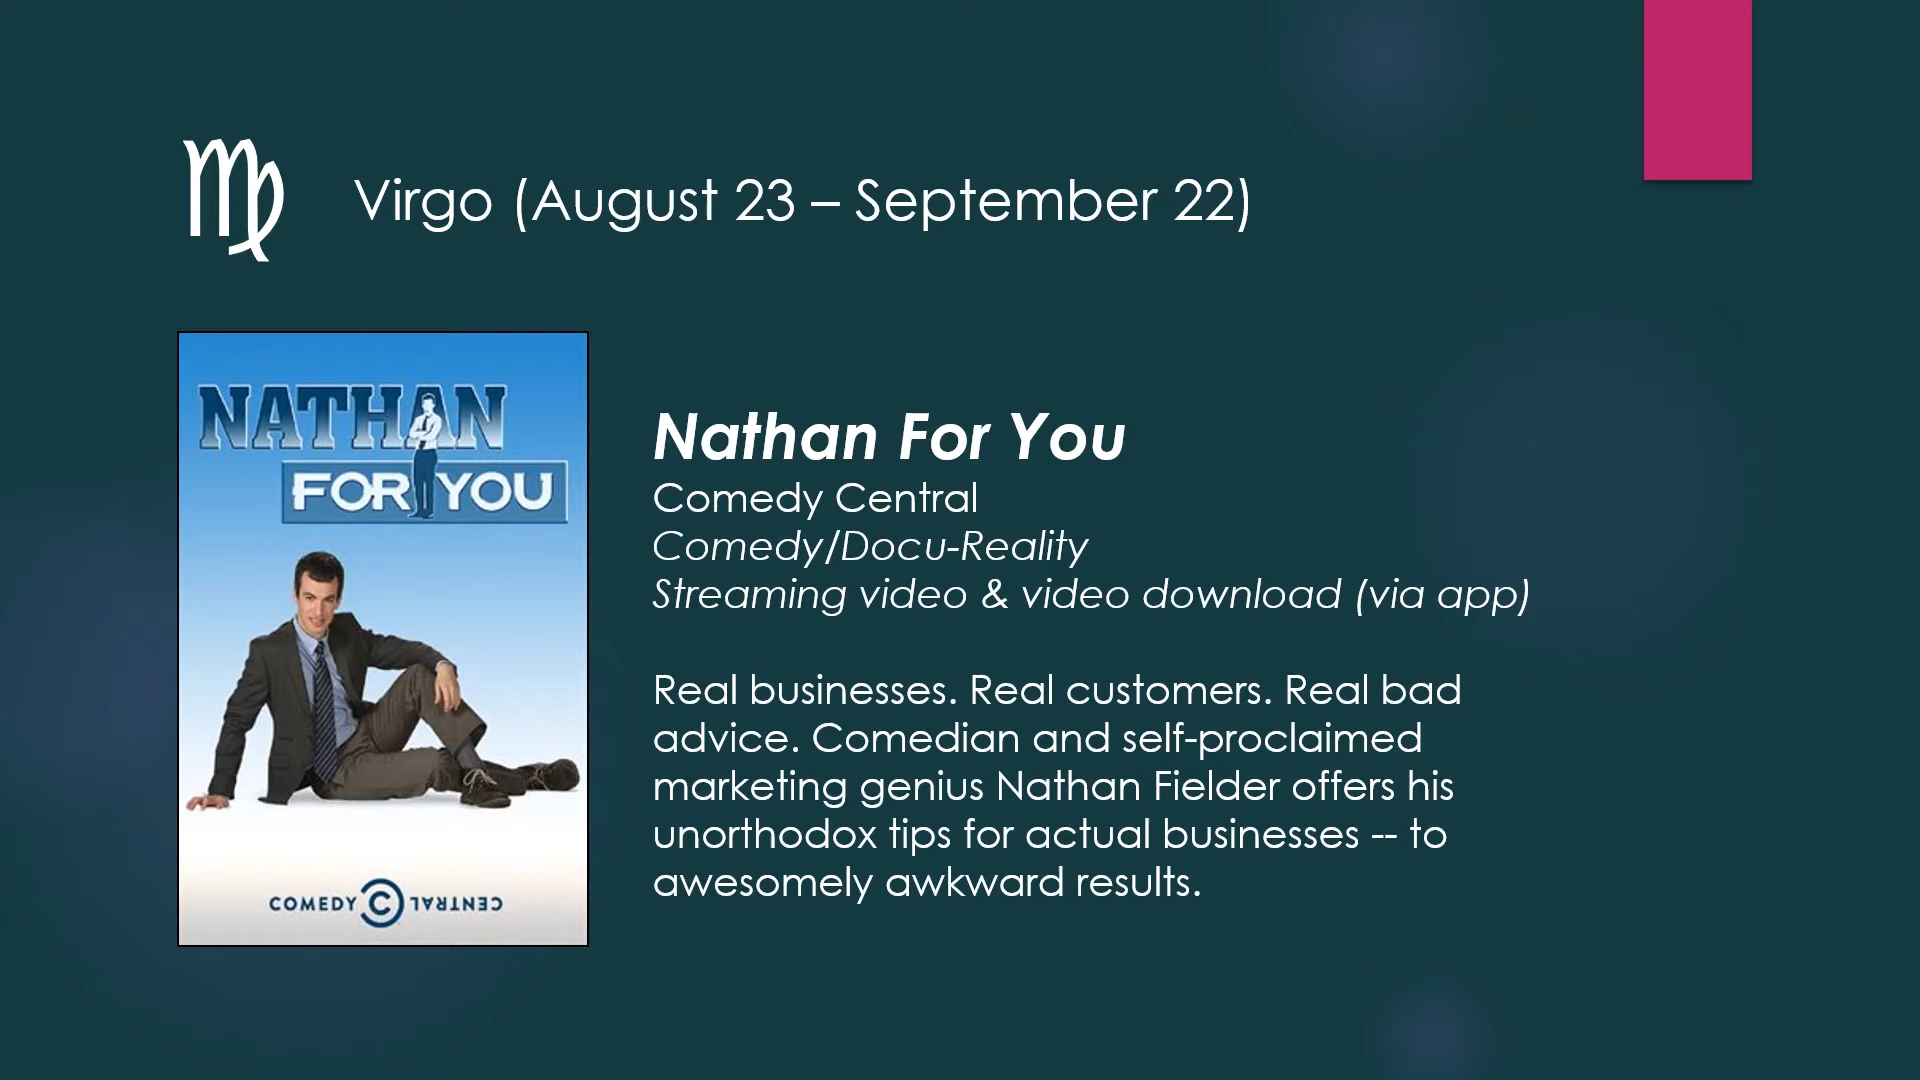 ♍ Virgo (August 23 – September 22)
NATHAN
FOR YOU
COMEDY C CENTRAL
Nathan For You
Comedy Central
Comedy/Docu-Reality
Streaming video & video download (via app)
Real businesses. Real customers. Real bad
advice. Comedian and self-proclaimed
marketing genius Nathan Fielder offers his
unorthodox tips for actual businesses -- to
awesomely awkward results.